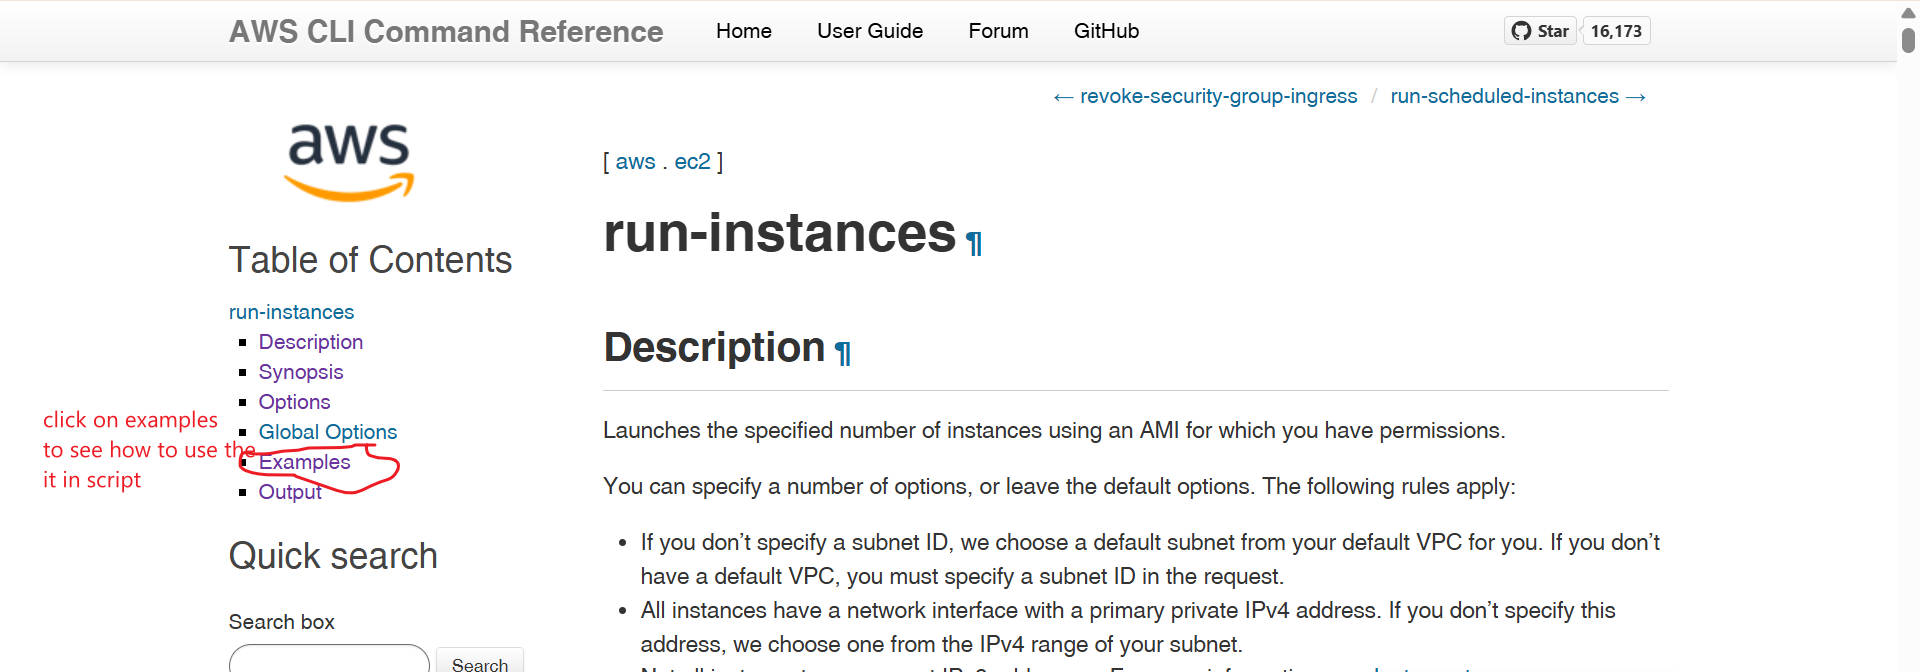 AWS CLI Command Reference
Home
User Guide
Forum
GitHub
Star
16,173
← revoke-security-group-ingress / run-scheduled-instances →
aws
Table of Contents
run-instances
Description
Synopsis
Options
Global Options
Examples
Output
click on examples
to see how to use the
it in script
Quick search
Search box
Search
[ aws . ec2 ]
run-instances ¶
Description ¶
Launches the specified number of instances using an AMI for which you have permissions.
You can specify a number of options, or leave the default options. The following rules apply:
• If you don’t specify a subnet ID, we choose a default subnet from your default VPC for you. If you don’t
have a default VPC, you must specify a subnet ID in the request.
• All instances have a network interface with a primary private IPv4 address. If you don’t specify this
address, we choose one from the IPv4 range of your subnet.